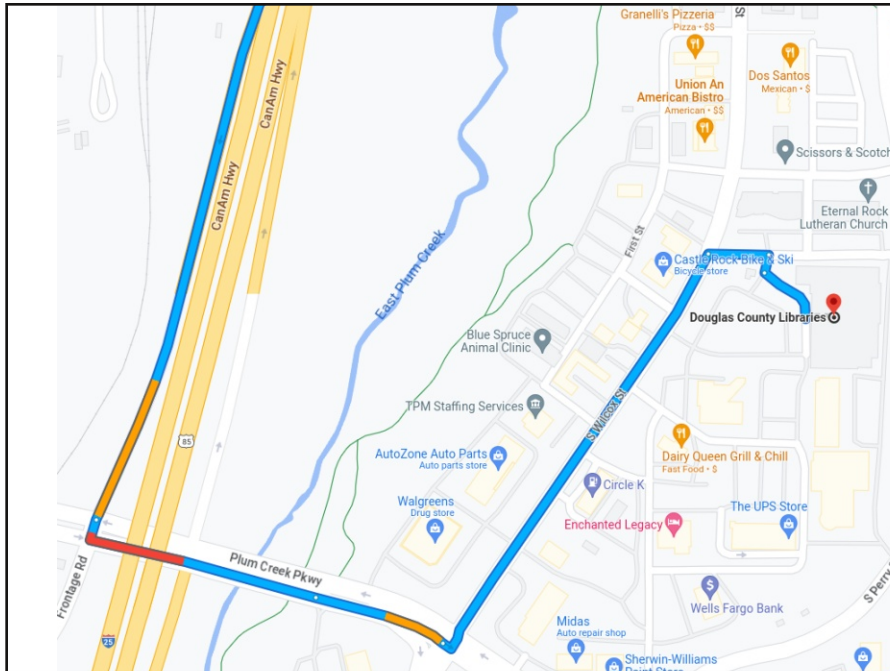 St
Granelli's Pizzeria
Pizza • $$
Union An
American Bistro
American • $$
Dos Santos
Mexican • $
Scissors & Scotch
Eternal Rock
Lutheran Church
CanAm Hwy
CanAm Hwy
East Plum Creek
First St
Castle Rock Bike & Ski
Bicycle store
Douglas County Libraries
Blue Spruce
Animal Clinic
TPM Staffing Services
S Wilcox St
85
AutoZone Auto Parts
Auto parts store
Dairy Queen Grill & Chill
Fast Food • $
Circle K
Walgreens
Drug store
Enchanted Legacy
The UPS Store
Plum Creek Pkwy
Frontage Rd
S Perry
Wells Fargo Bank
25
Midas
Auto repair shop
Sherwin-Williams